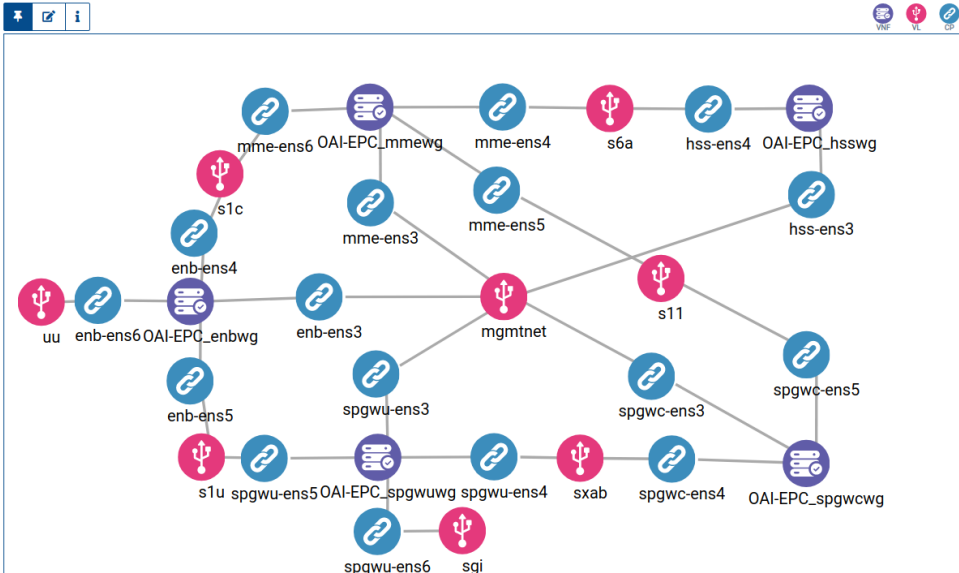 VNF VL CP
mme-ens6 OAI-EPC_mmewg mme-ens4 s6a hss-ens4 OAI-EPC_hsswg
s1c mme-ens3 mme-ens5 hss-ens3
enb-ens4
uu enb-ens6 OAI-EPC_enbwg enb-ens3 mgmtnet s11
enb-ens5 spgwu-ens3 spgwc-ens3 spgwc-ens5
s1u spgwu-ens5 OAI-EPC_spgwuwg spgwu-ens4 sxab spgwc-ens4 OAI-EPC_spgwcwg
spgwu-ens6 sgi